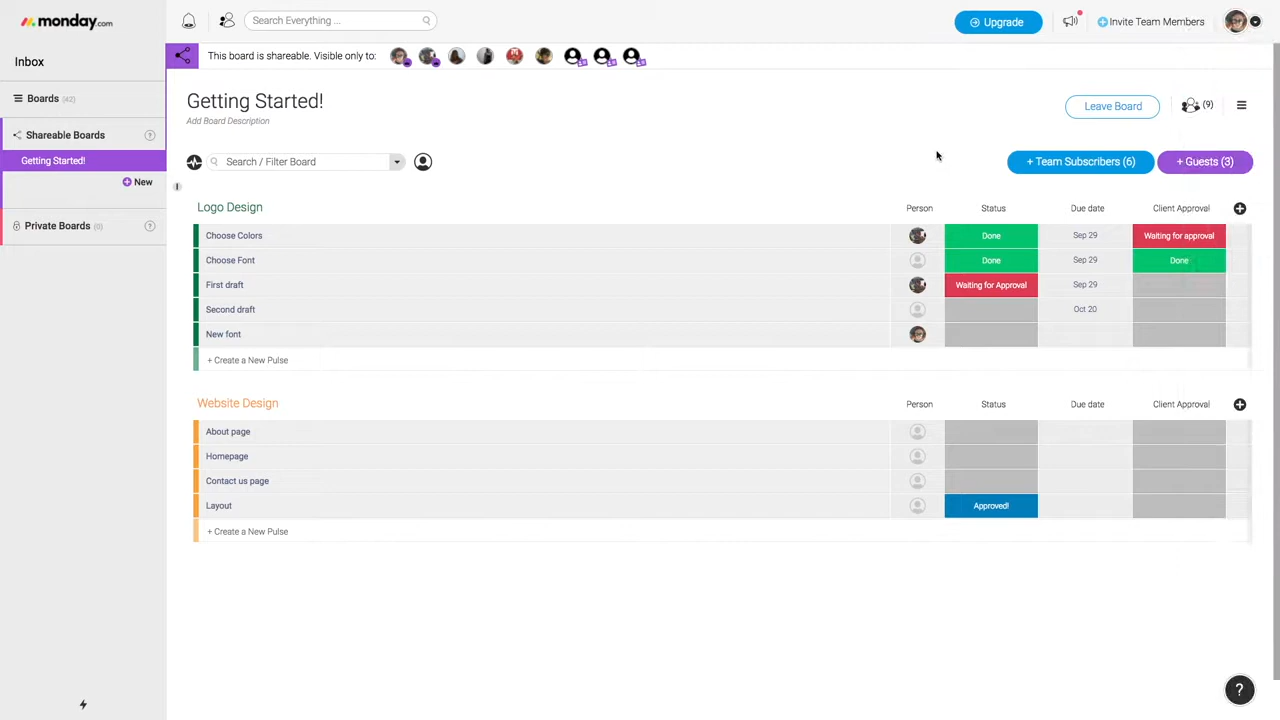 monday.com
Search Everything ...
Upgrade
Invite Team Members
Inbox
This board is shareable. Visible only to:
Boards (42)
Getting Started!
Leave Board
(9)
Add Board Description
Shareable Boards ?
Getting Started!
Search / Filter Board
+ Team Subscribers (6)
+ Guests (3)
New
Logo Design Person Status Due date Client Approval
Private Boards (0) ?
Choose Colors Done Sep 29 Waiting for approval
Choose Font Done Sep 29 Done
First draft Waiting for Approval Sep 29
Second draft Oct 20
New font
+ Create a New Pulse
Website Design Person Status Due date Client Approval
About page
Homepage
Contact us page
Layout Approved!
+ Create a New Pulse
?